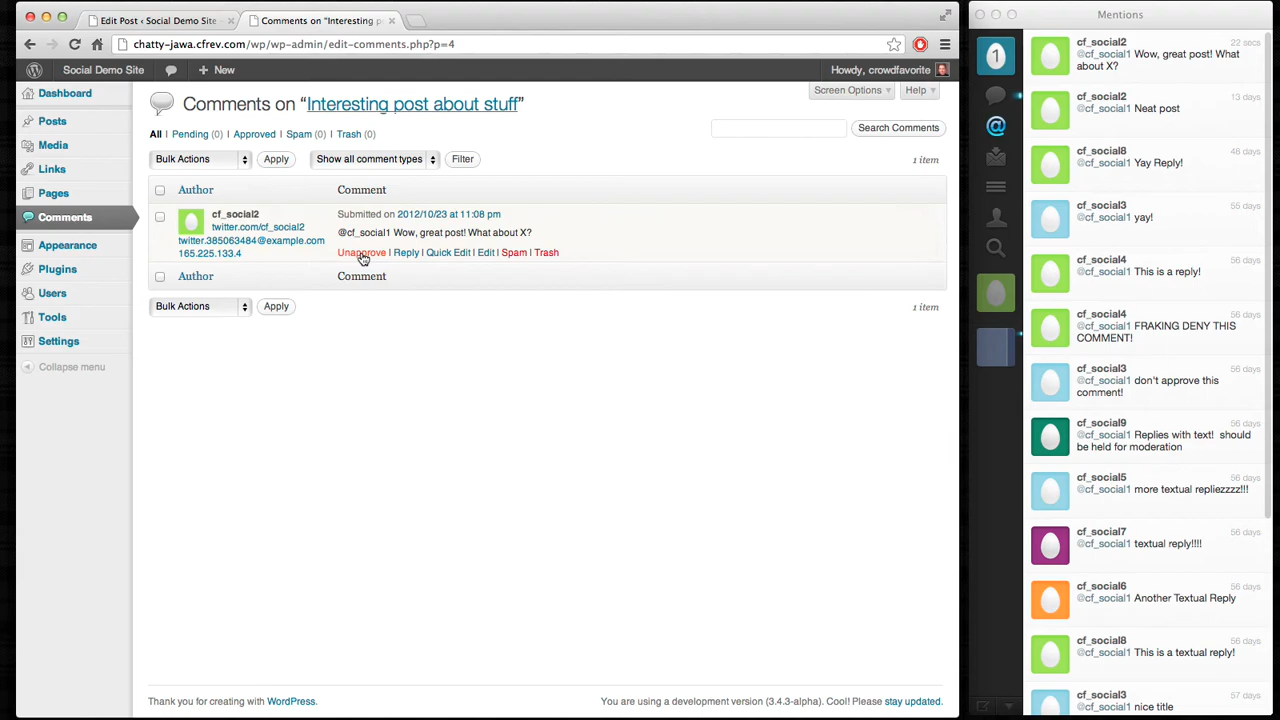 Edit Post ‹ Social Demo Site -
Comments on “Interesting p
chatty-jawa.cfrev.com/wp/wp-admin/edit-comments.php?p=4
Social Demo Site
New
Howdy, crowdfavorite
Dashboard
Posts
Media
Links
Pages
Comments
Appearance
Plugins
Users
Tools
Settings
Collapse menu
Screen Options
Help
Comments on “Interesting post about stuff”
All | Pending (0) | Approved | Spam (0) | Trash (0)
Search Comments
Bulk Actions
Apply
Show all comment types
Filter
1 item
Author
Comment
cf_social2
twitter.com/cf_social2
twitter.385063484@example.com
165.225.133.4
Submitted on 2012/10/23 at 11:08 pm
@cf_social1 Wow, great post! What about X?
Unapprove | Reply | Quick Edit | Edit | Spam | Trash
Author
Comment
Bulk Actions
Apply
1 item
Thank you for creating with WordPress.
You are using a development version (3.4.3-alpha). Cool! Please stay updated.
Mentions
1
cf_social2
22 secs
@cf_social1 Wow, great post! What
about X?
cf_social2
13 days
@cf_social1 Neat post
cf_social8
48 days
@cf_social1 Yay Reply!
cf_social3
55 days
@cf_social1 yay!
cf_social4
56 days
@cf_social1 This is a reply!
cf_social4
56 days
@cf_social1 FRAKING DENY THIS
COMMENT!
cf_social3
56 days
@cf_social1 don't approve this
comment!
cf_social9
56 days
@cf_social1 Replies with text! should
be held for moderation
cf_social5
56 days
@cf_social1 more textual repliezzzz!!!
cf_social7
56 days
@cf_social1 textual reply!!!!
cf_social6
56 days
@cf_social1 Another Textual Reply
cf_social8
56 days
@cf_social1 This is a textual reply!
cf_social3
57 days
@cf_social1 nice title